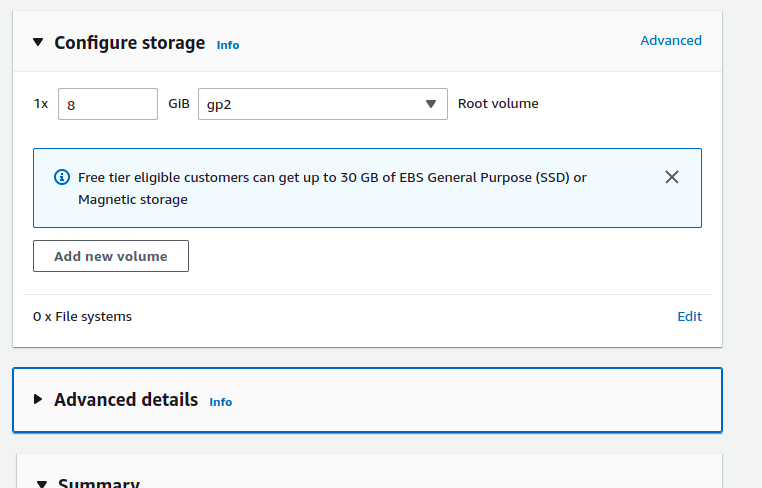 Configure storage Info Advanced
1x 8 GiB gp2 Root volume
Free tier eligible customers can get up to 30 GB of EBS General Purpose (SSD) or
Magnetic storage
Add new volume
0 x File systems Edit
Advanced details Info
Summary